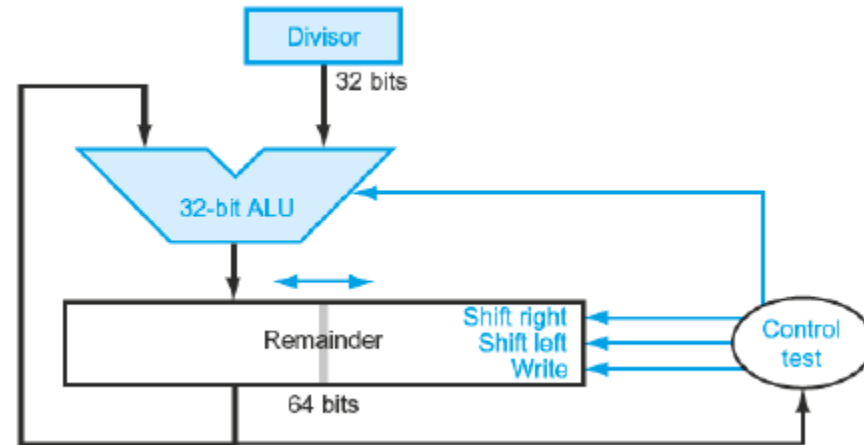 Divisor
32 bits
32-bit ALU
Remainder
Shift right
Shift left
Write
Control
test
64 bits